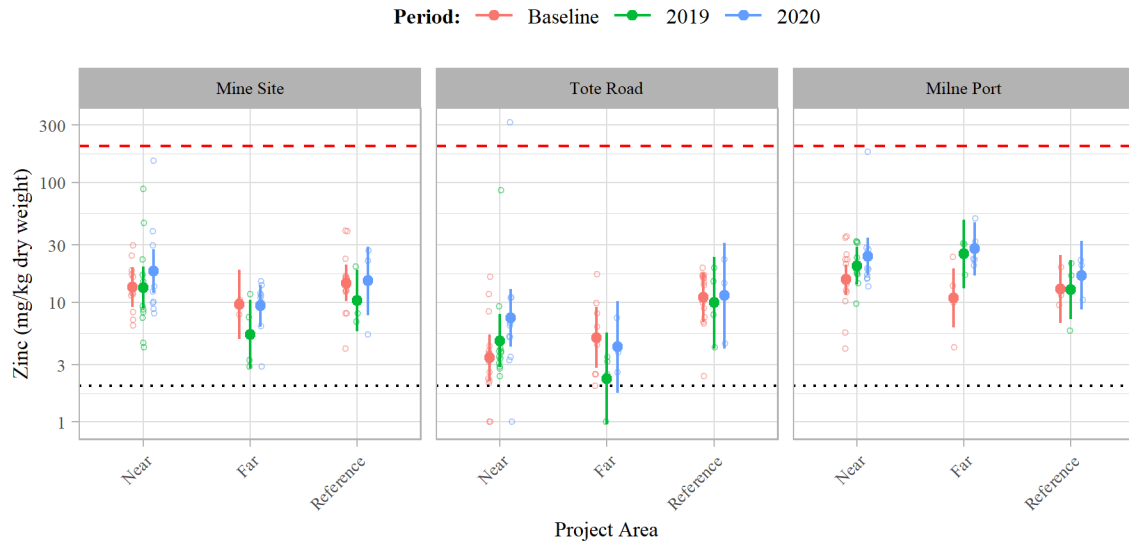 Period: Baseline 2019 2020
Mine Site Tote Road Milne Port
Zinc (mg/kg dry weight)
300
100
30
10
3
1
Near Far Reference Near Far Reference Near Far Reference
Project Area